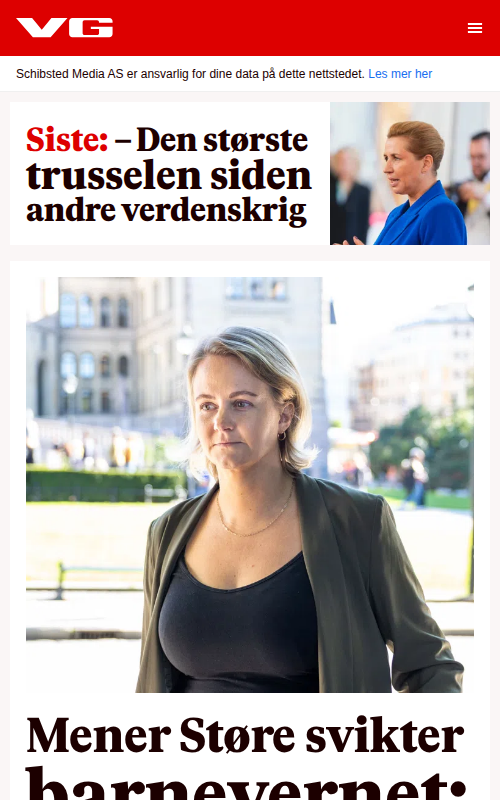 VG
Schibsted Media AS er ansvarlig for dine data på dette nettstedet. Les mer her
Siste: – Den største
trusselen siden
andre verdenskrig
Mener Støre svikter
barnevernet: